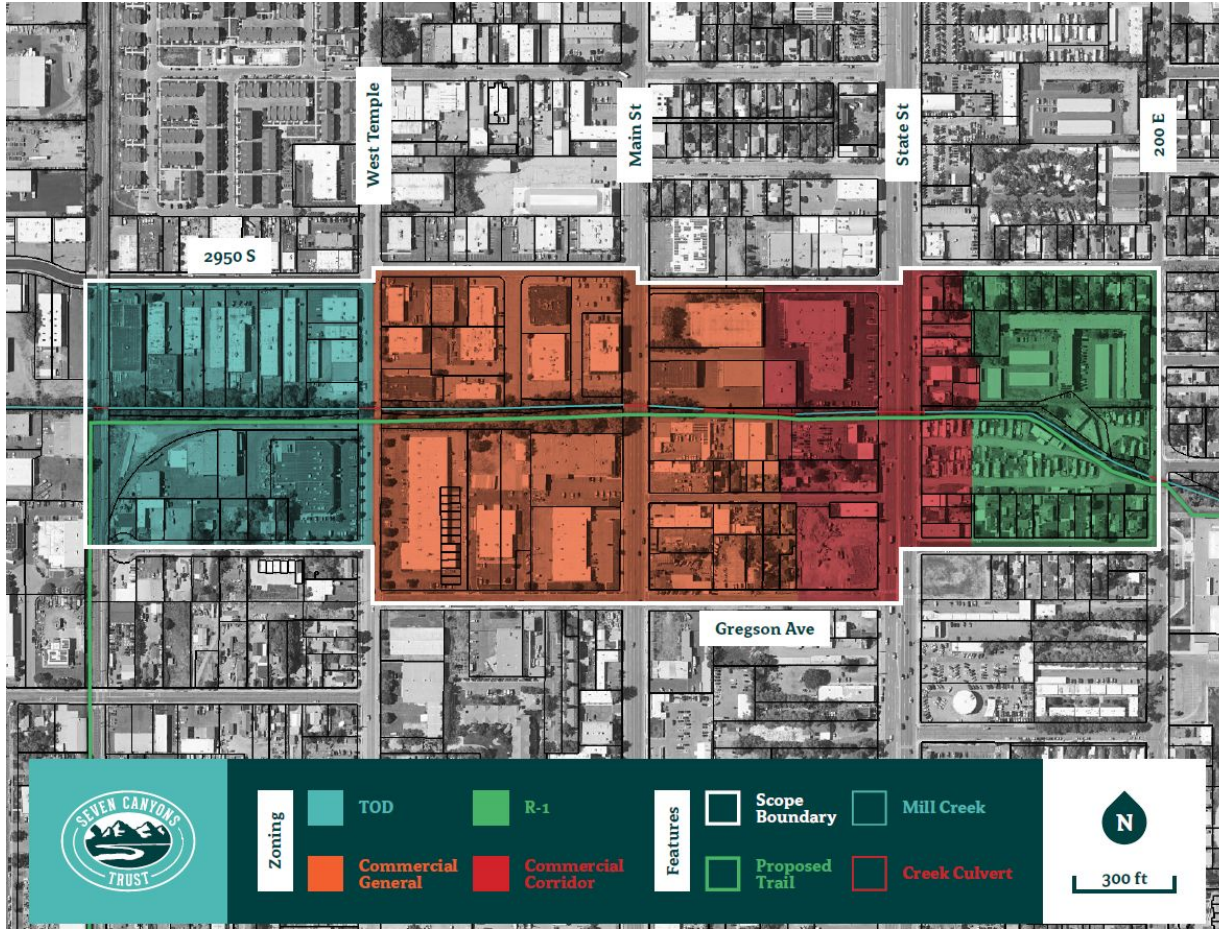 West Temple
Main St
State St
200 E
2950 S
Gregson Ave
SEVEN CANYONS
TRUST
Zoning
TOD
R-1
Commercial
General
Commercial
Corridor
Features
Scope
Boundary
Mill Creek
Proposed
Trail
Creek Culvert
N
300 ft